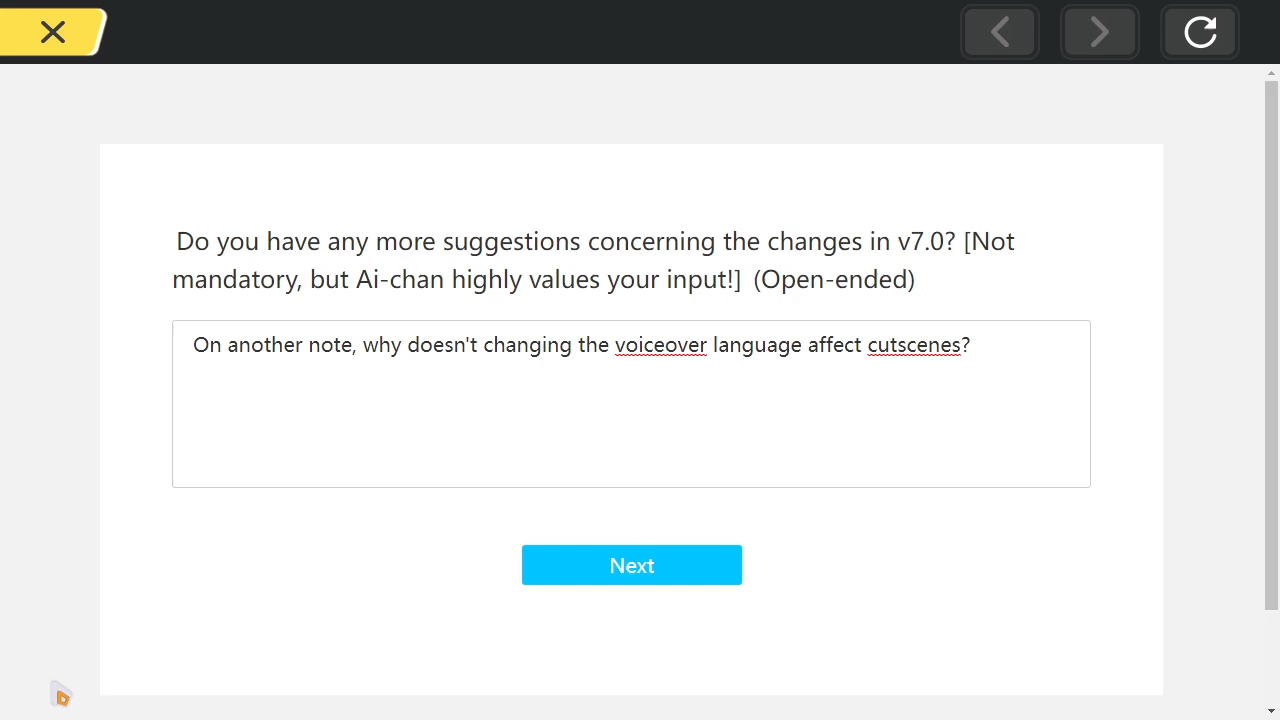 Do you have any more suggestions concerning the changes in v7.0? [Not
mandatory, but Ai-chan highly values your input!] (Open-ended)
On another note, why doesn't changing the voiceover language affect cutscenes?
Next